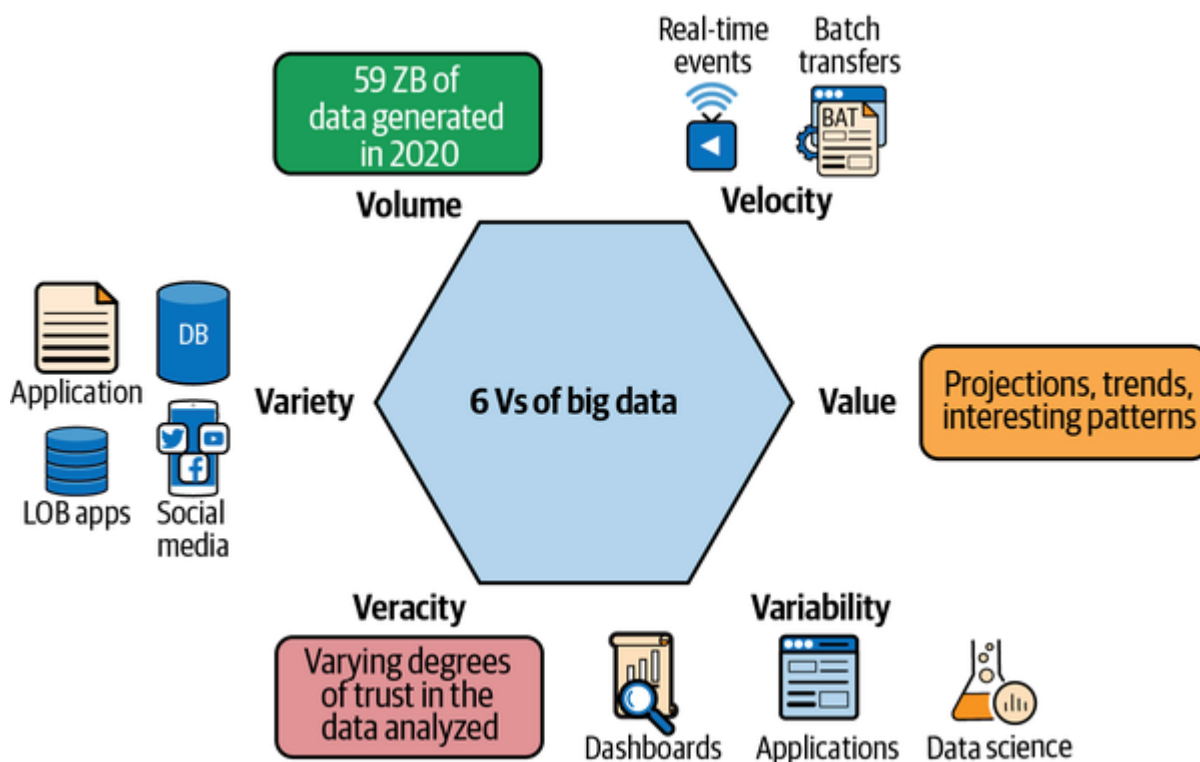 Real-time
events
Batch
transfers
59 ZB of
data generated
in 2020
BAT
Volume
Velocity
DB
Application
Variety
6 Vs of big data
Value
Projections, trends,
interesting patterns
LOB apps
Social
media
Veracity
Variability
Varying degrees
of trust in the
data analyzed
Dashboards
Applications
Data science